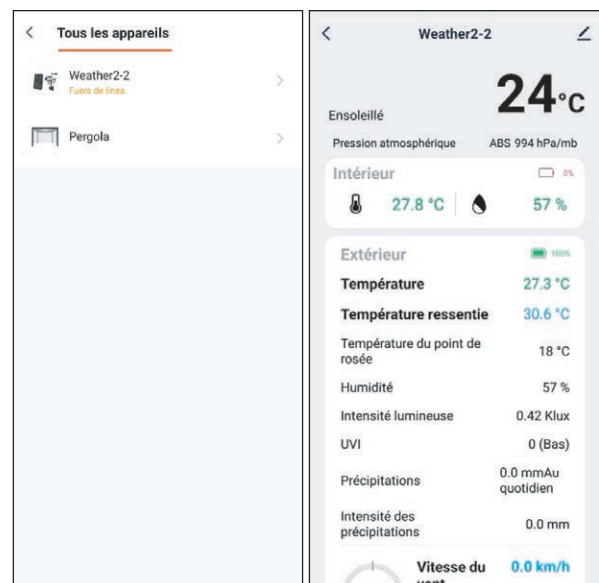 Tous les appareils
Weather2-2
Fuera de línea
Pergola
Weather2-2
24°C
Ensoleillé
Pression atmosphérique ABS 994 hPa/mb
Intérieur 0%
27.8 °C 57 %
Extérieur 100%
Température 27.3 °C
Température ressentie 30.6 °C
Température du point de
rosée 18 °C
Humidité 57 %
Intensité lumineuse 0.42 Klux
UVI 0 (Bas)
Précipitations 0.0 mmAu
quotidien
Intensité des
précipitations 0.0 mm
Vitesse du 0.0 km/h
vent